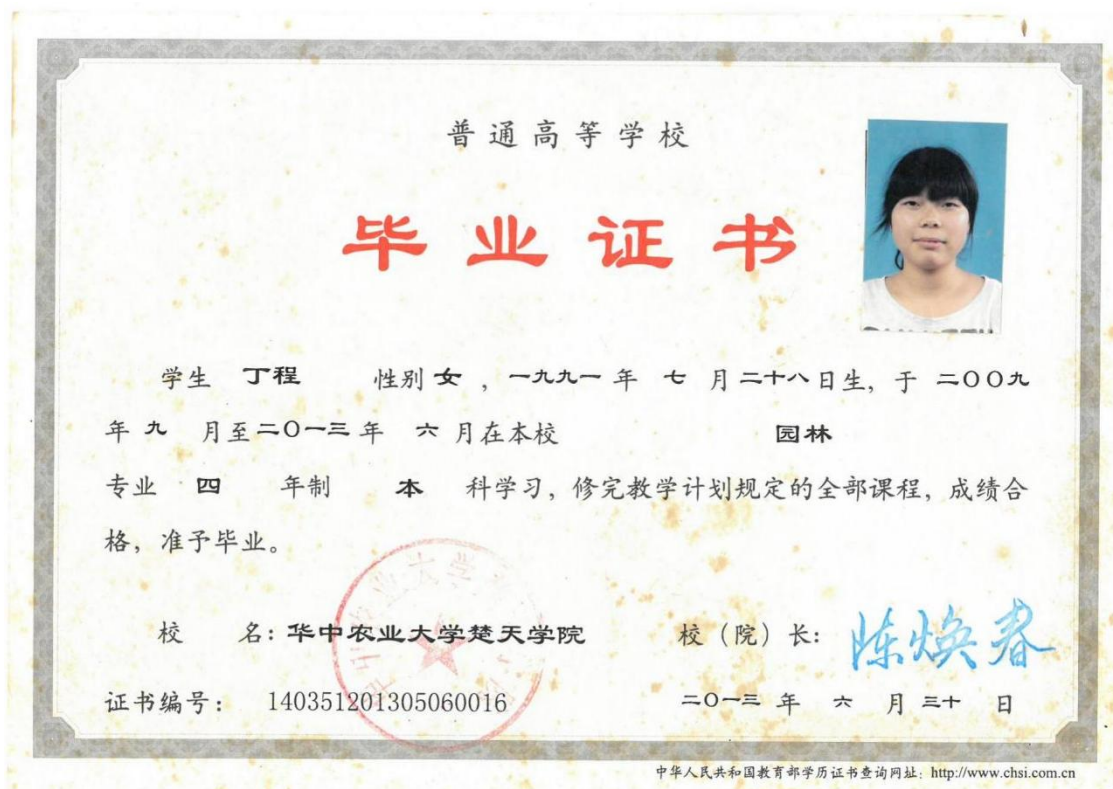 普通高等学校
毕业证书
学生 丁程 性别 女 ，一九九一 年 七 月 二十八 日生，于 二〇〇九
年 九 月至 二〇一三 年 六 月在本校 园林
专业 四 年制 本 科学习，修完教学计划规定的全部课程，成绩合
格，准予毕业。
校 名：华中农业大学楚天学院 校（院）长：陈焕春
证书编号： 140351201305060016 二〇一三 年 六 月 三十 日
中华人民共和国教育部学历证书查询网址：http://www.chsi.com.cn